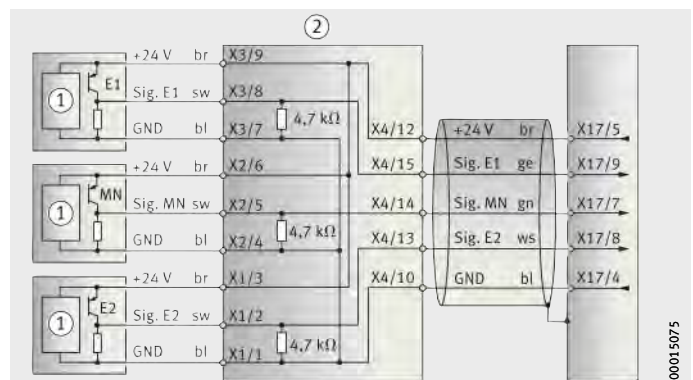 2
+24 V br X3/9
1 E1
Sig. E1 sw X3/8
4,7 kΩ
GND bl X3/7
X4/12 +24 V br X17/5
+24 V br X2/6
X4/15 Sig. E1 ge X17/9
1 MN
Sig. MN sw X2/5
X4/14 Sig. MN gn X17/7
4,7 kΩ
GND bl X2/4
X4/13 Sig. E2 ws X17/8
+24 V br X1/3
X4/10 GND bl X17/4
1 E2
Sig. E2 sw X1/2
4,7 kΩ
GND bl X1/1
00015075